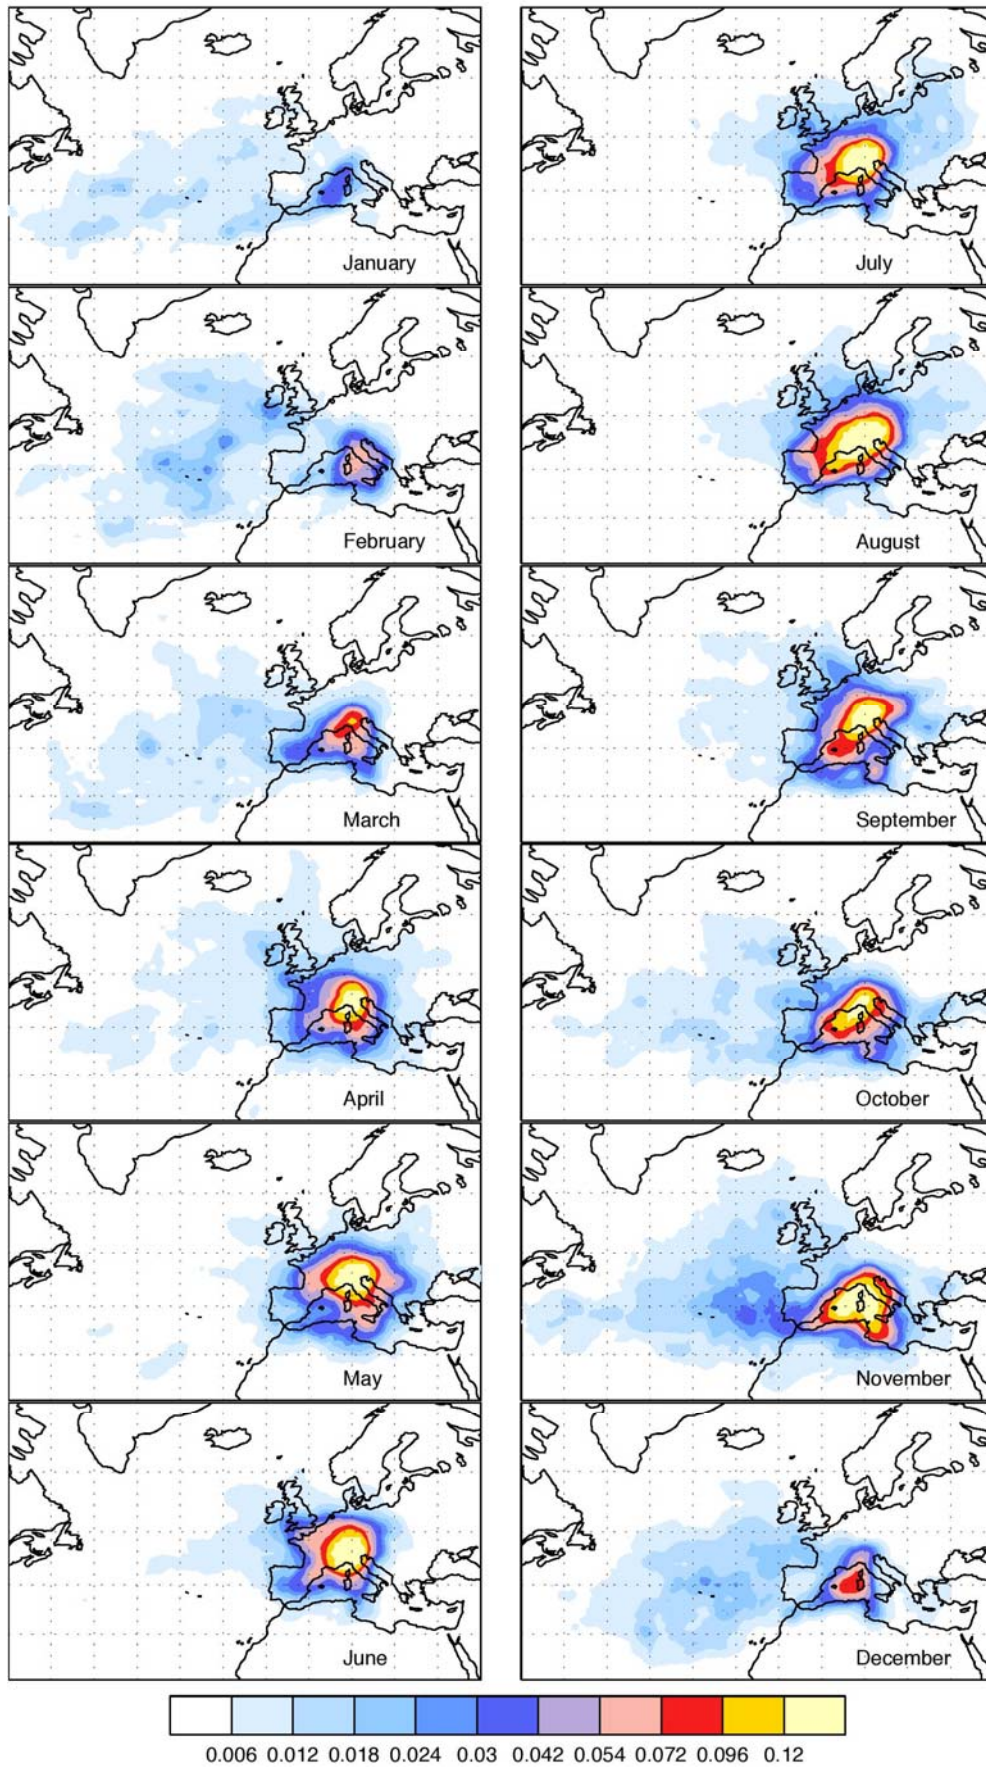 January
July
February
August
March
September
April
October
May
November
June
December
0.006 0.012 0.018 0.024 0.03 0.042 0.054 0.072 0.096 0.12